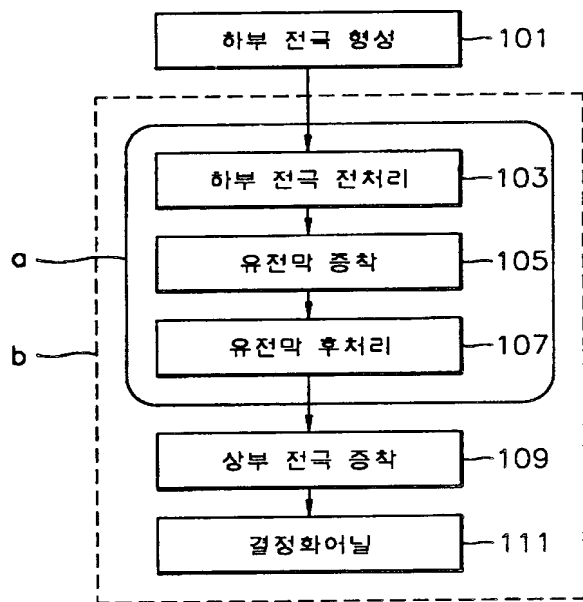 하부 전극 형성 101
하부 전극 전처리 103
a
유전막 증착 105
b
유전막 후처리 107
상부 전극 증착 109
결정화어닐 111